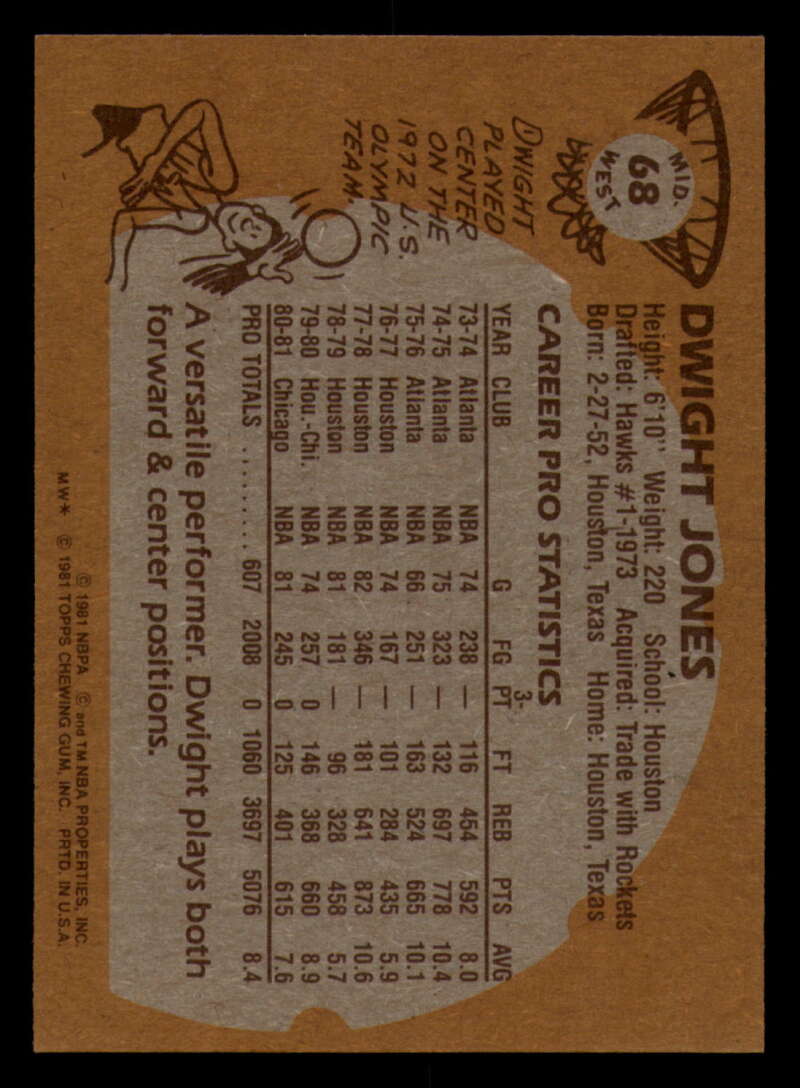 MID.
68
WEST
DWIGHT JONES
Height: 6'10" Weight: 220 School: Houston
Drafted: Hawks #1-1973 Acquired: Trade with Rockets
Born: 2-27-52, Houston, Texas Home: Houston, Texas
DWIGHT
PLAYED
CENTER
ON THE
1972 U.S.
OLYMPIC
TEAM.
CAREER PRO STATISTICS
YEAR CLUB G FG 3-PT FT REB PTS AVG
73-74 Atlanta NBA 74 238 — 116 454 592 8.0
74-75 Atlanta NBA 75 323 — 132 697 778 10.4
75-76 Atlanta NBA 66 251 — 163 524 665 10.1
76-77 Houston NBA 74 167 — 101 284 435 5.9
77-78 Houston NBA 82 346 — 181 641 873 10.6
78-79 Houston NBA 81 181 — 96 328 458 5.7
79-80 Hou.-Chi. NBA 74 257 0 146 368 660 8.9
80-81 Chicago NBA 81 245 0 125 401 615 7.6
PRO TOTALS ......... 607 2008 0 1060 3697 5076 8.4
A versatile performer. Dwight plays both
forward & center positions.
© 1981 NBPA © and TM NBA PROPERTIES, INC.
MW* © 1981 TOPPS CHEWING GUM, INC. PRTD. IN U.S.A.